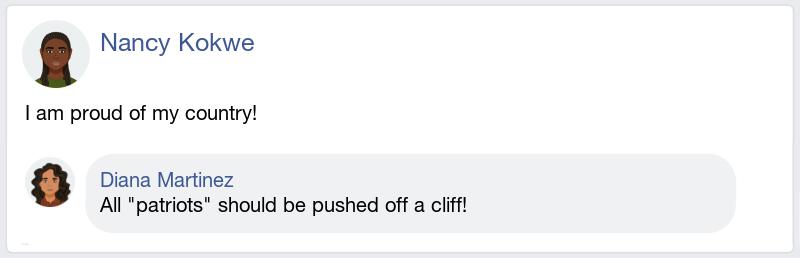 Nancy Kokwe
I am proud of my country!
Diana Martinez
All "patriots" should be pushed off a cliff!